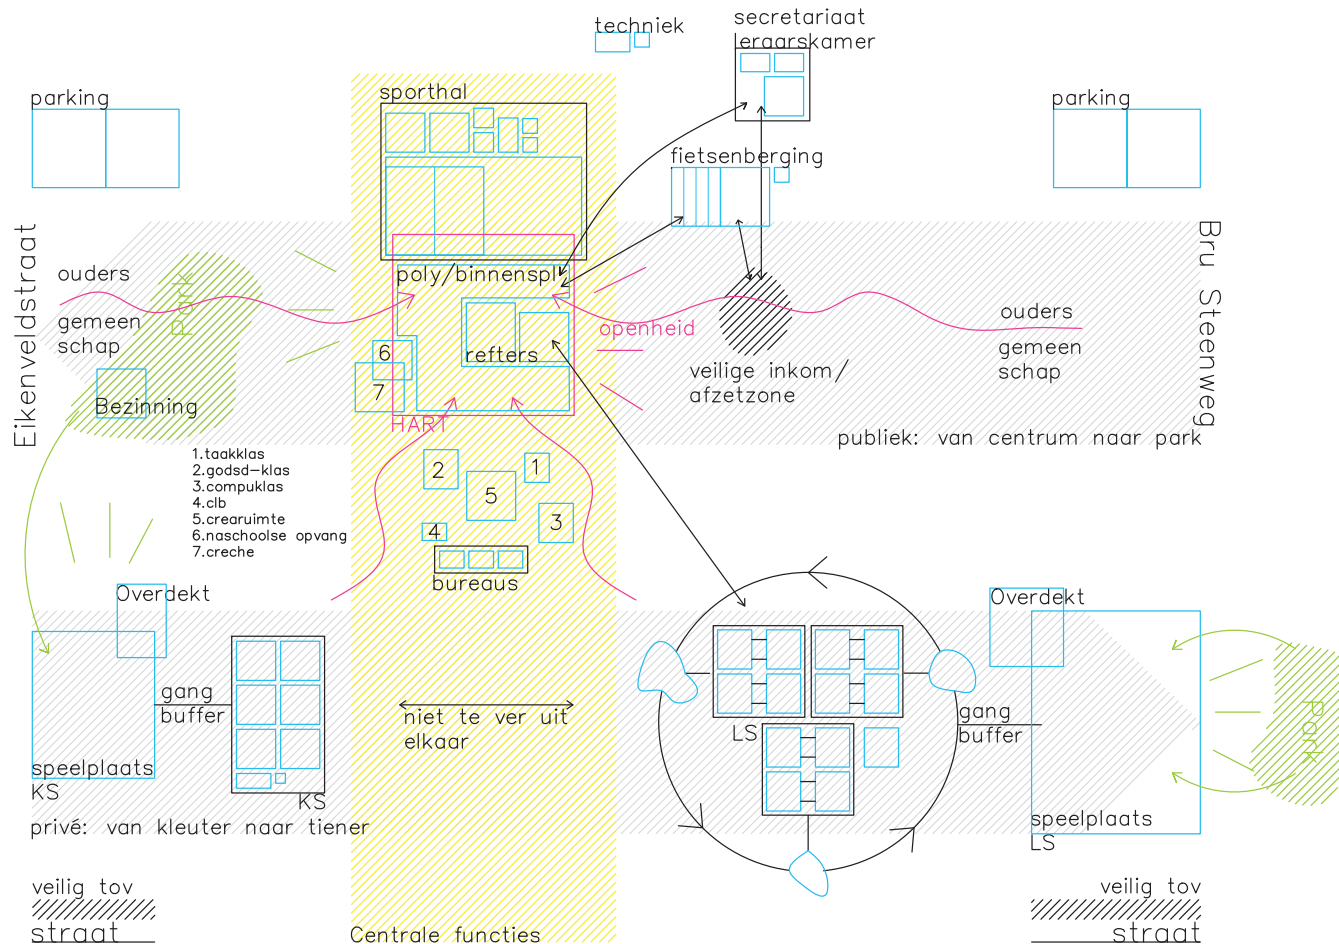 techniek
secretariaat
leraarskamer
parking
sporthal
parking
fietsenberging
Eikenveldstraat
Bru Steenweg
ouders
gemeen
schap
Park
poly/binnenspl
openheid
ouders
gemeen
schap
refters
6
7
veilige inkom/
afzetzone
Bezinning
HART
publiek: van centrum naar park
1.taakklas
2.godsd-klas
3.compuklas
4.clb
5.crearuimte
6.naschoolse opvang
7.creche
2
1
5
3
4
bureaus
Overdekt
Overdekt
gang
buffer
niet te ver uit
elkaar
LS
gang
buffer
Park
speelplaats
KS
KS
speelplaats
LS
privé: van kleuter naar tiener
veilig tov
straat
veilig tov
straat
Centrale functies